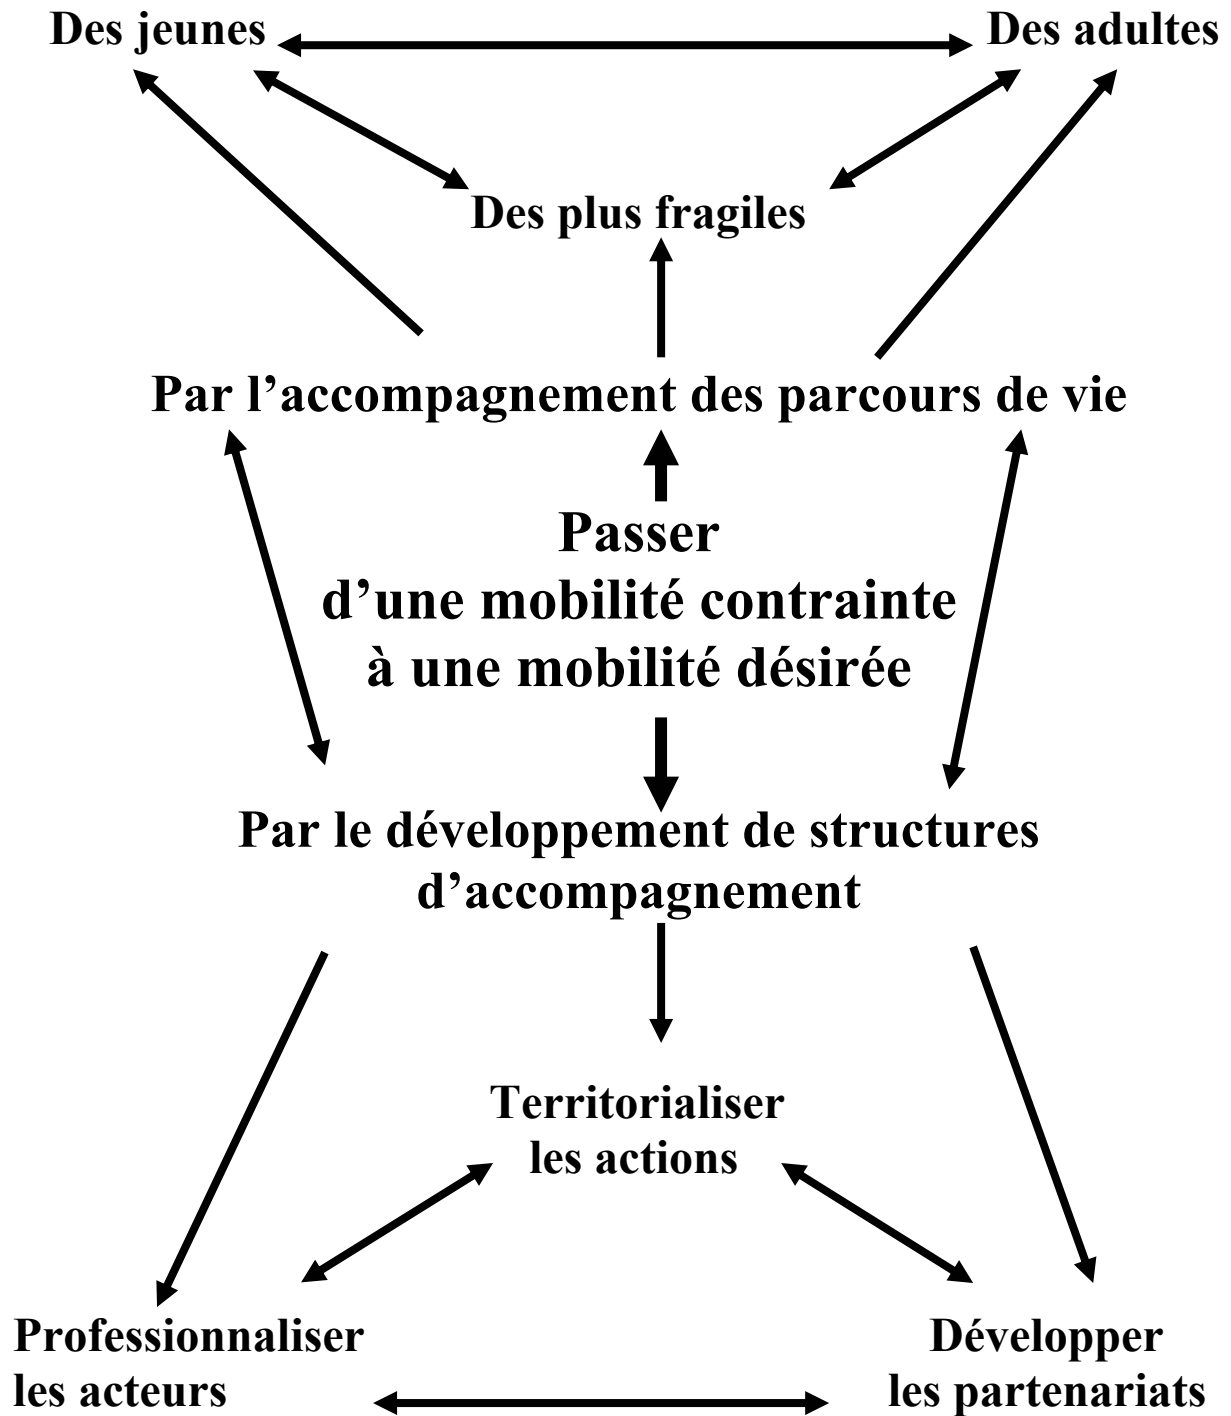 Des jeunes
Des adultes
Des plus fragiles
Par l’accompagnement des parcours de vie
Passer
d’une mobilité contrainte
à une mobilité désirée
Par le développement de structures
d’accompagnement
Territorialiser
les actions
Professionnaliser
les acteurs
Développer
les partenariats